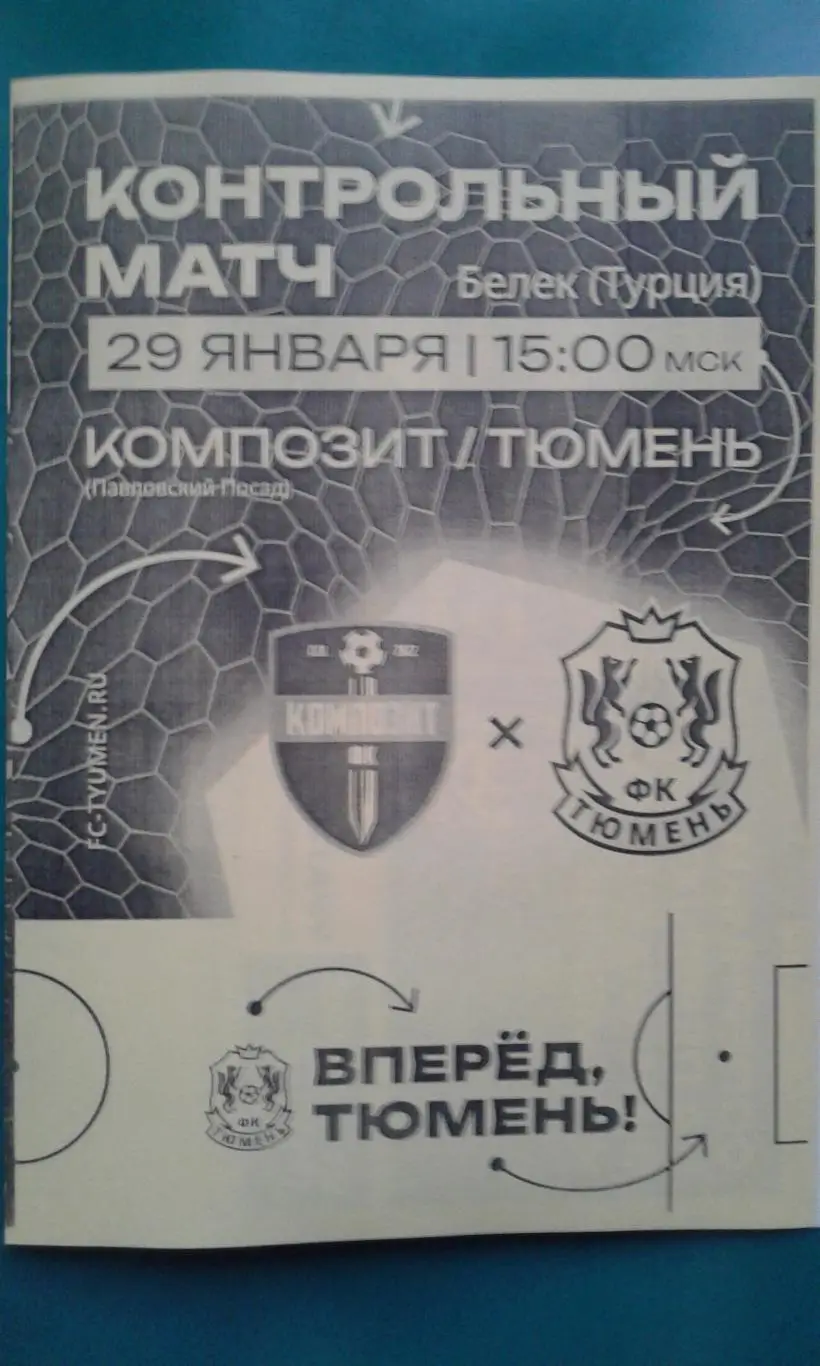 КОНТРОЛЬНЫЙ
МАТЧ
Белек (Турция)
29 ЯНВАРЯ | 15:00 МСК
КОМПОЗИТ / ТЮМЕНЬ
(Павловский Посад)
FC-TYUMEN.RU
2022
КОМПОЗИТ
ФК
×
ФК
ТЮМЕНЬ
ВПЕРЁД,
ТЮМЕНЬ!
ФК
ТЮМЕНЬ